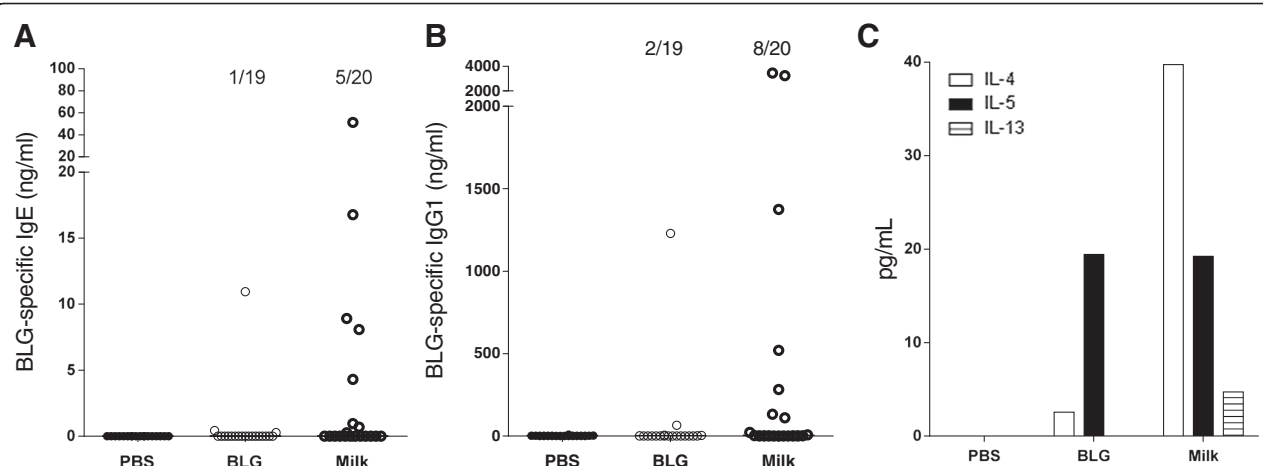 A
BLG-specific IgE (ng/ml)
100
80
60
40
20
20
15
10
5
0
1/19 5/20
PBS BLG Milk
B
BLG-specific IgG1 (ng/ml)
4000
2000
2000
1500
1000
500
0
2/19 8/20
PBS BLG Milk
C
pg/mL
40
30
20
10
0
IL-4
IL-5
IL-13
PBS BLG Milk